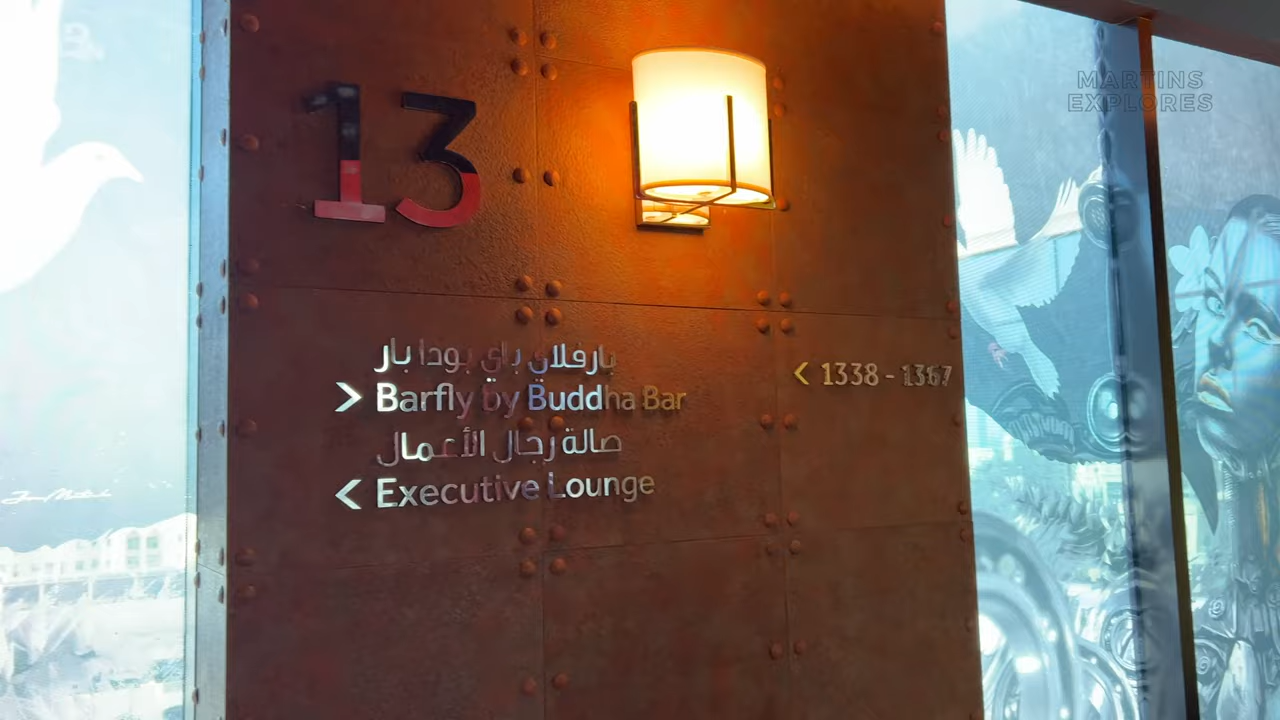 MARTINS
EXPLORES
13
بارفلاي باي بودا بار
> Barfly by Buddha Bar
صالة رجال الأعمال
< Executive Lounge
< 1338 - 1367